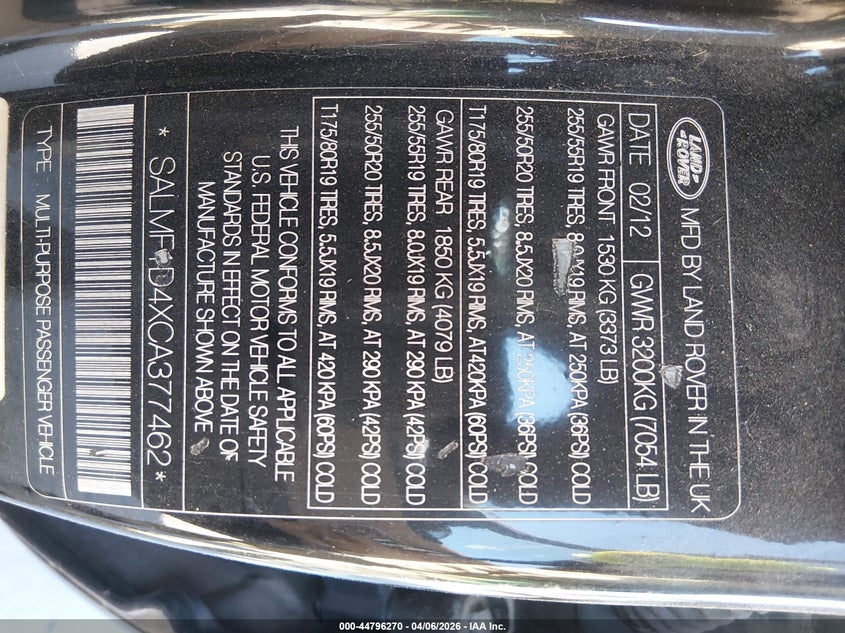 LAND ROVER
MFD BY LAND ROVER IN THE UK
DATE 02/12 GVWR 3200KG (7054 LB)
GAWR FRONT 1530 KG (3373 LB)
255/55R19 TIRES, 8.0JX19 RIMS, AT 250KPA (36PSI) COLD
255/50R20 TIRES, 8.5JX20 RIMS, AT 250KPA (36PSI) COLD
T175/80R19 TIRES, 5.5JX19 RIMS, AT420KPA (60PSI) COLD
GAWR REAR 1850 KG (4079 LB)
255/55R19 TIRES, 8.0JX19 RIMS, AT 290 KPA (42PSI) COLD
255/50R20 TIRES, 8.5JX20 RIMS, AT 290 KPA (42PSI) COLD
T175/80R19 TIRES, 5.5JX19 RIMS, AT 420 KPA (60PSI) COLD
THIS VEHICLE CONFORMS TO ALL APPLICABLE
U.S. FEDERAL MOTOR VEHICLE SAFETY
STANDARDS IN EFFECT ON THE DATE OF
MANUFACTURE SHOWN ABOVE
* SALMF1D4XCA377462 *
TYPE MULTI-PURPOSE PASSENGER VEHICLE
000-44796270 - 04/06/2026 - IAA Inc.